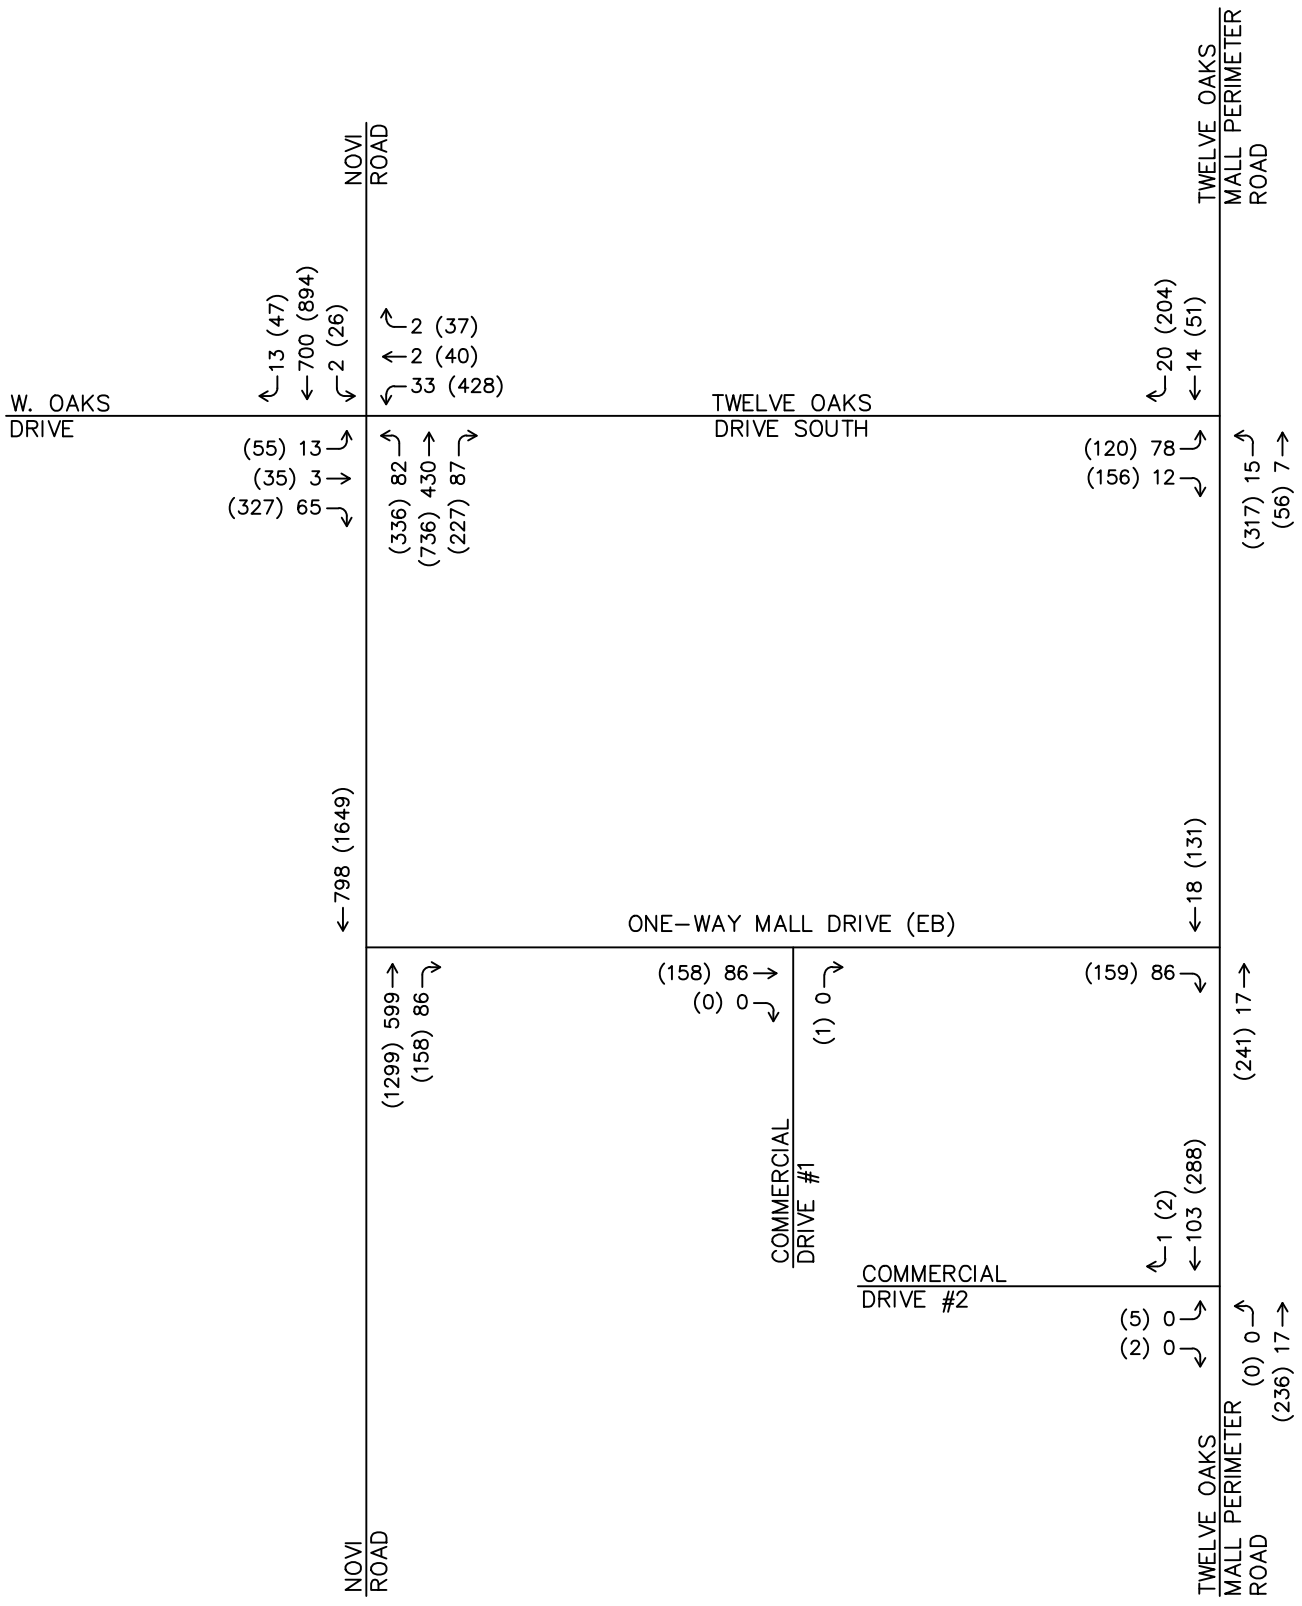 TWELVE OAKS
MALL PERIMETER
ROAD
NOVI
ROAD
13 (47)
700 (894)
2 (26)
2 (37)
2 (40)
33 (428)
20 (204)
14 (51)
W. OAKS
DRIVE
TWELVE OAKS
DRIVE SOUTH
(55) 13
(35) 3
(327) 65
(336) 82
(736) 430
(227) 87
(120) 78
(156) 12
(317) 15
(56) 7
798 (1649)
18 (131)
ONE-WAY MALL DRIVE (EB)
(1299) 599
(158) 86
(158) 86
(0) 0
(1) 0
(159) 86
(241) 17
COMMERCIAL
DRIVE #1
1 (2)
103 (288)
COMMERCIAL
DRIVE #2
(5) 0
(2) 0
(0) 0
(236) 17
NOVI
ROAD
TWELVE OAKS
MALL PERIMETER
ROAD